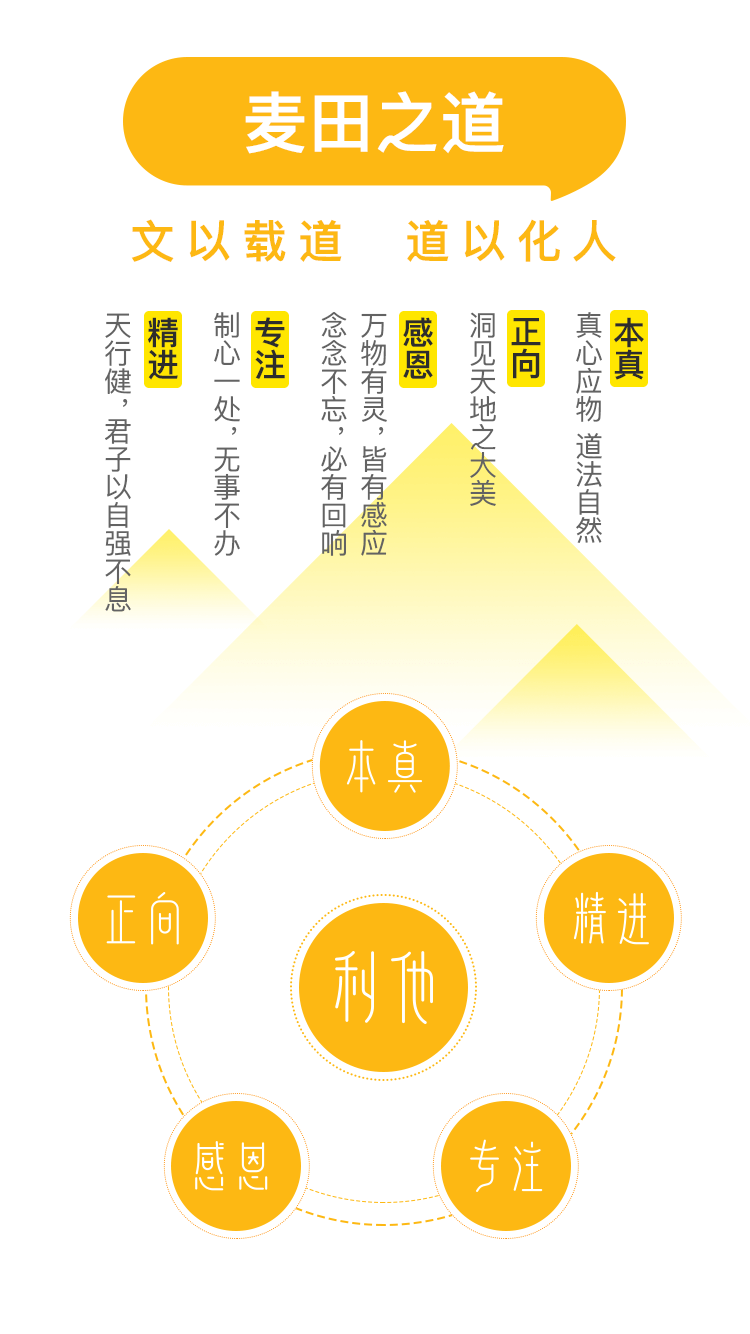 麦田之道
文以载道 道以化人
本真
真心应物 道法自然
正向
洞见天地之大美
感恩
万物有灵，皆有感应
念念不忘，必有回响
专注
制心一处，无事不办
精进
天行健，君子以自强不息
本真
正向
精进
利他
感恩
专注